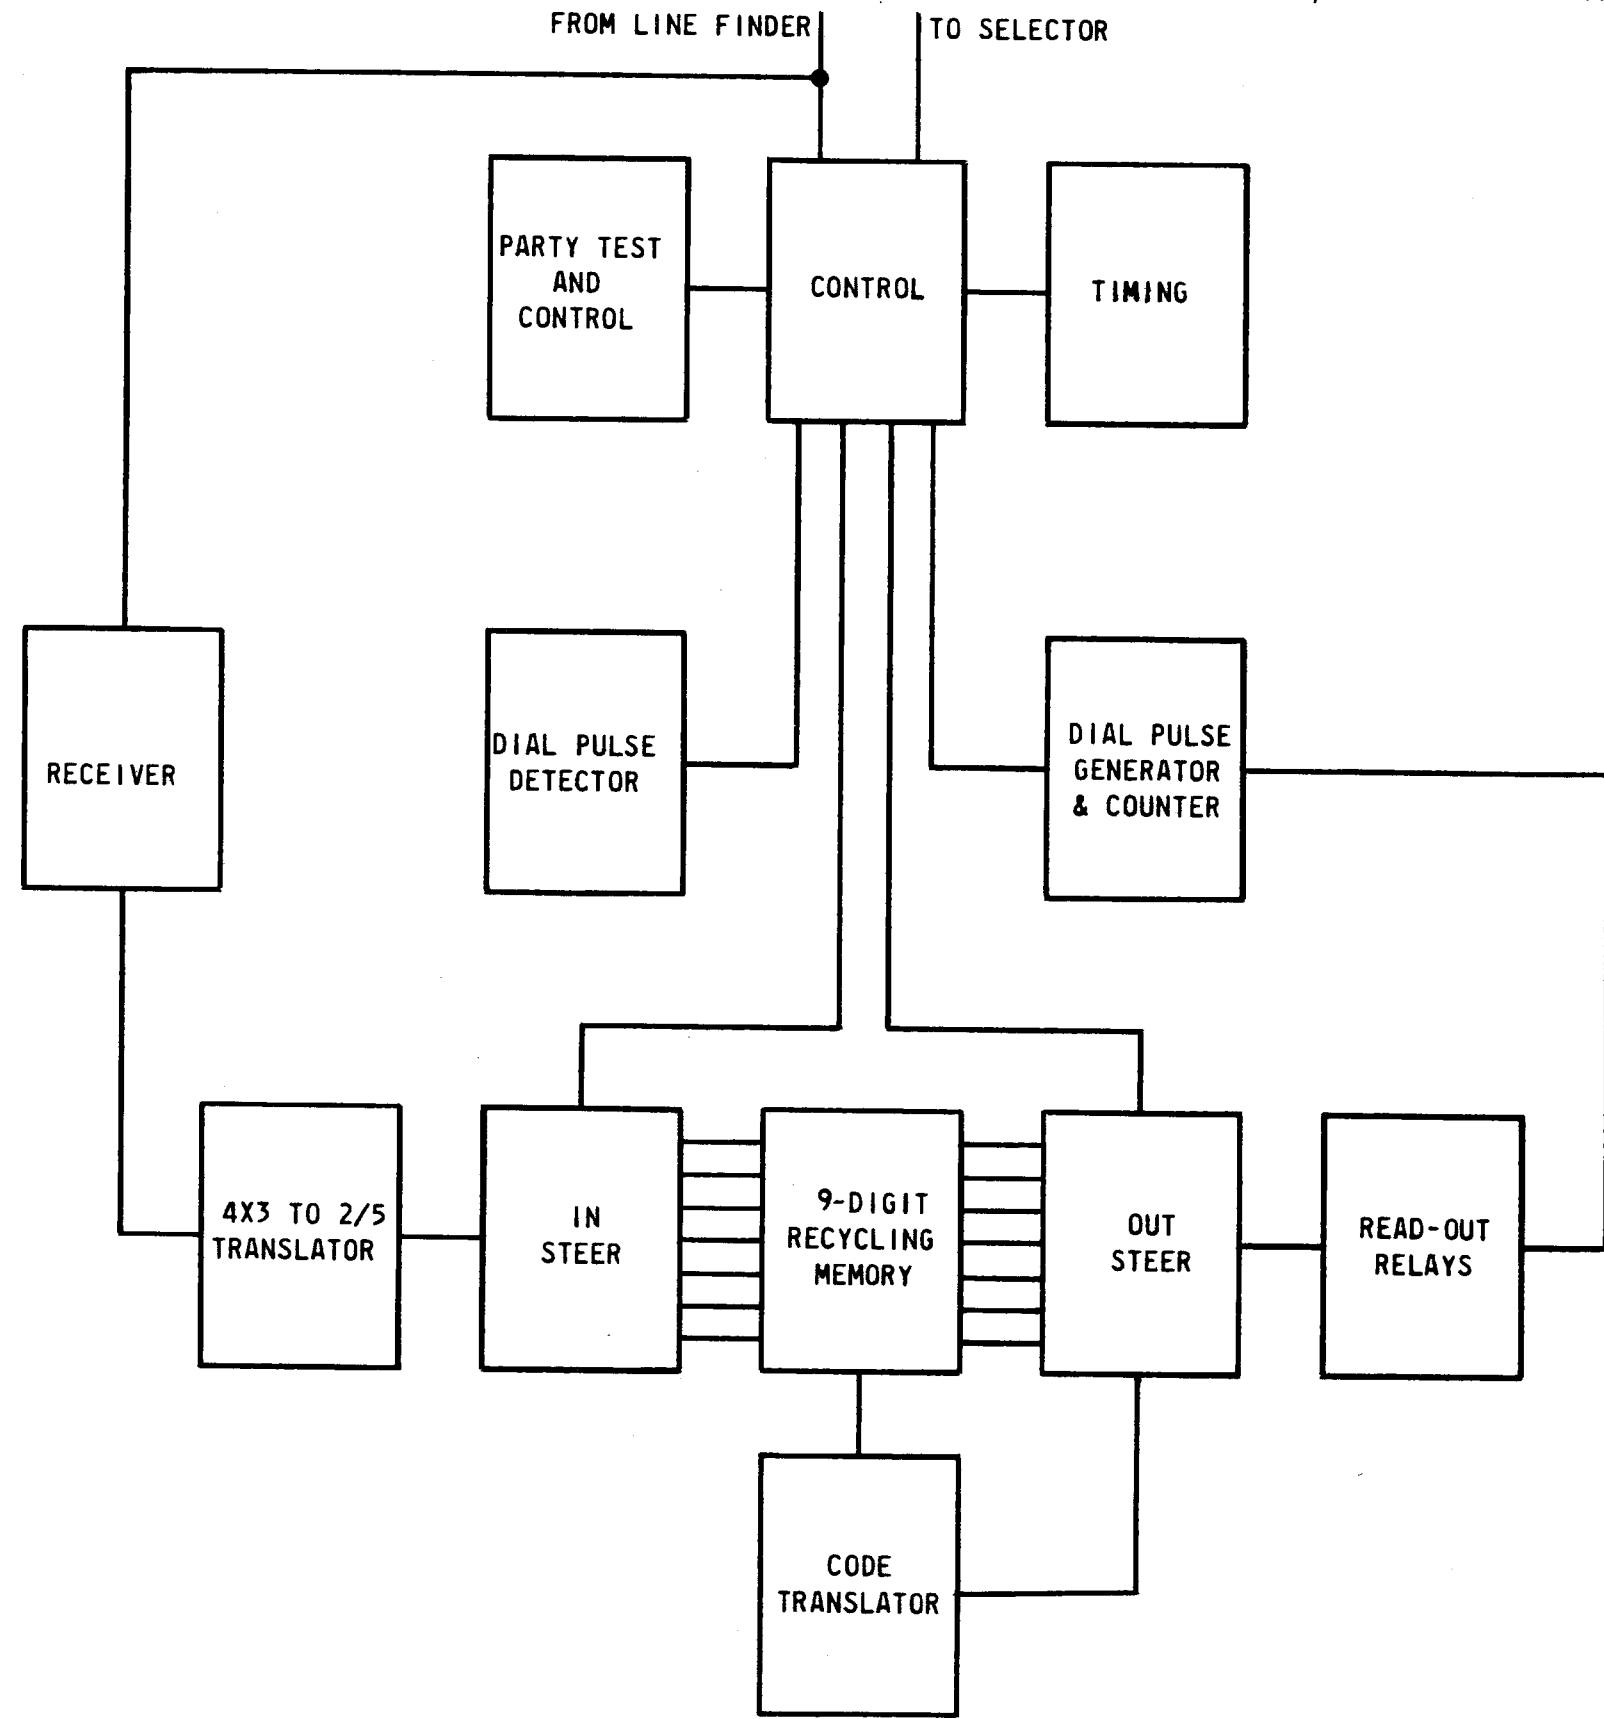 FROM LINE FINDER
TO SELECTOR
PARTY TEST
AND
CONTROL
CONTROL
TIMING
RECEIVER
DIAL PULSE
DETECTOR
DIAL PULSE
GENERATOR
& COUNTER
4X3 TO 2/5
TRANSLATOR
IN
STEER
9-DIGIT
RECYCLING
MEMORY
OUT
STEER
READ-OUT
RELAYS
CODE
TRANSLATOR